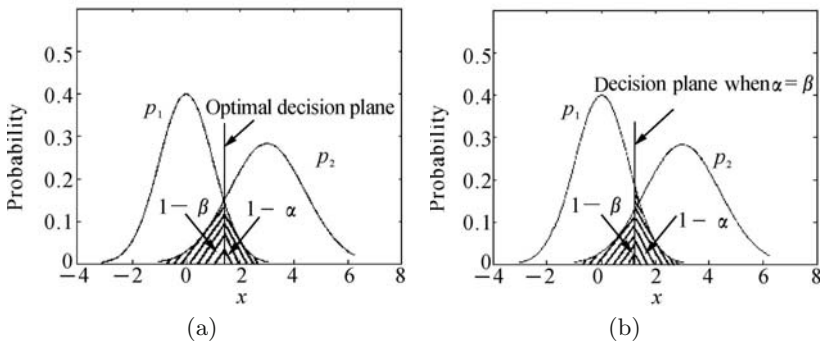 0.5
0.4
0.3
0.2
0.1
0
Probability
p₁
Optimal decision plane
p₂
1− β
1− α
−4 −2 0 2 4 6 8
x
(a)
0.5
0.4
0.3
0.2
0.1
0
Probability
Decision plane when α= β
p₁
p₂
1− β
1− α
−4 −2 0 2 4 6 8
x
(b)